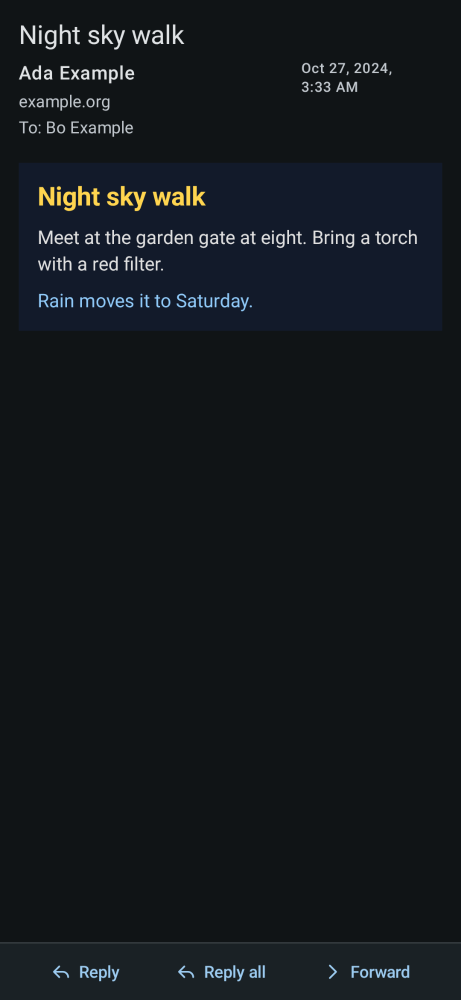 Night sky walk
Ada Example
Oct 27, 2024,
3:33 AM
example.org
To: Bo Example
Night sky walk
Meet at the garden gate at eight. Bring a torch
with a red filter.
Rain moves it to Saturday.
Reply
Reply all
Forward